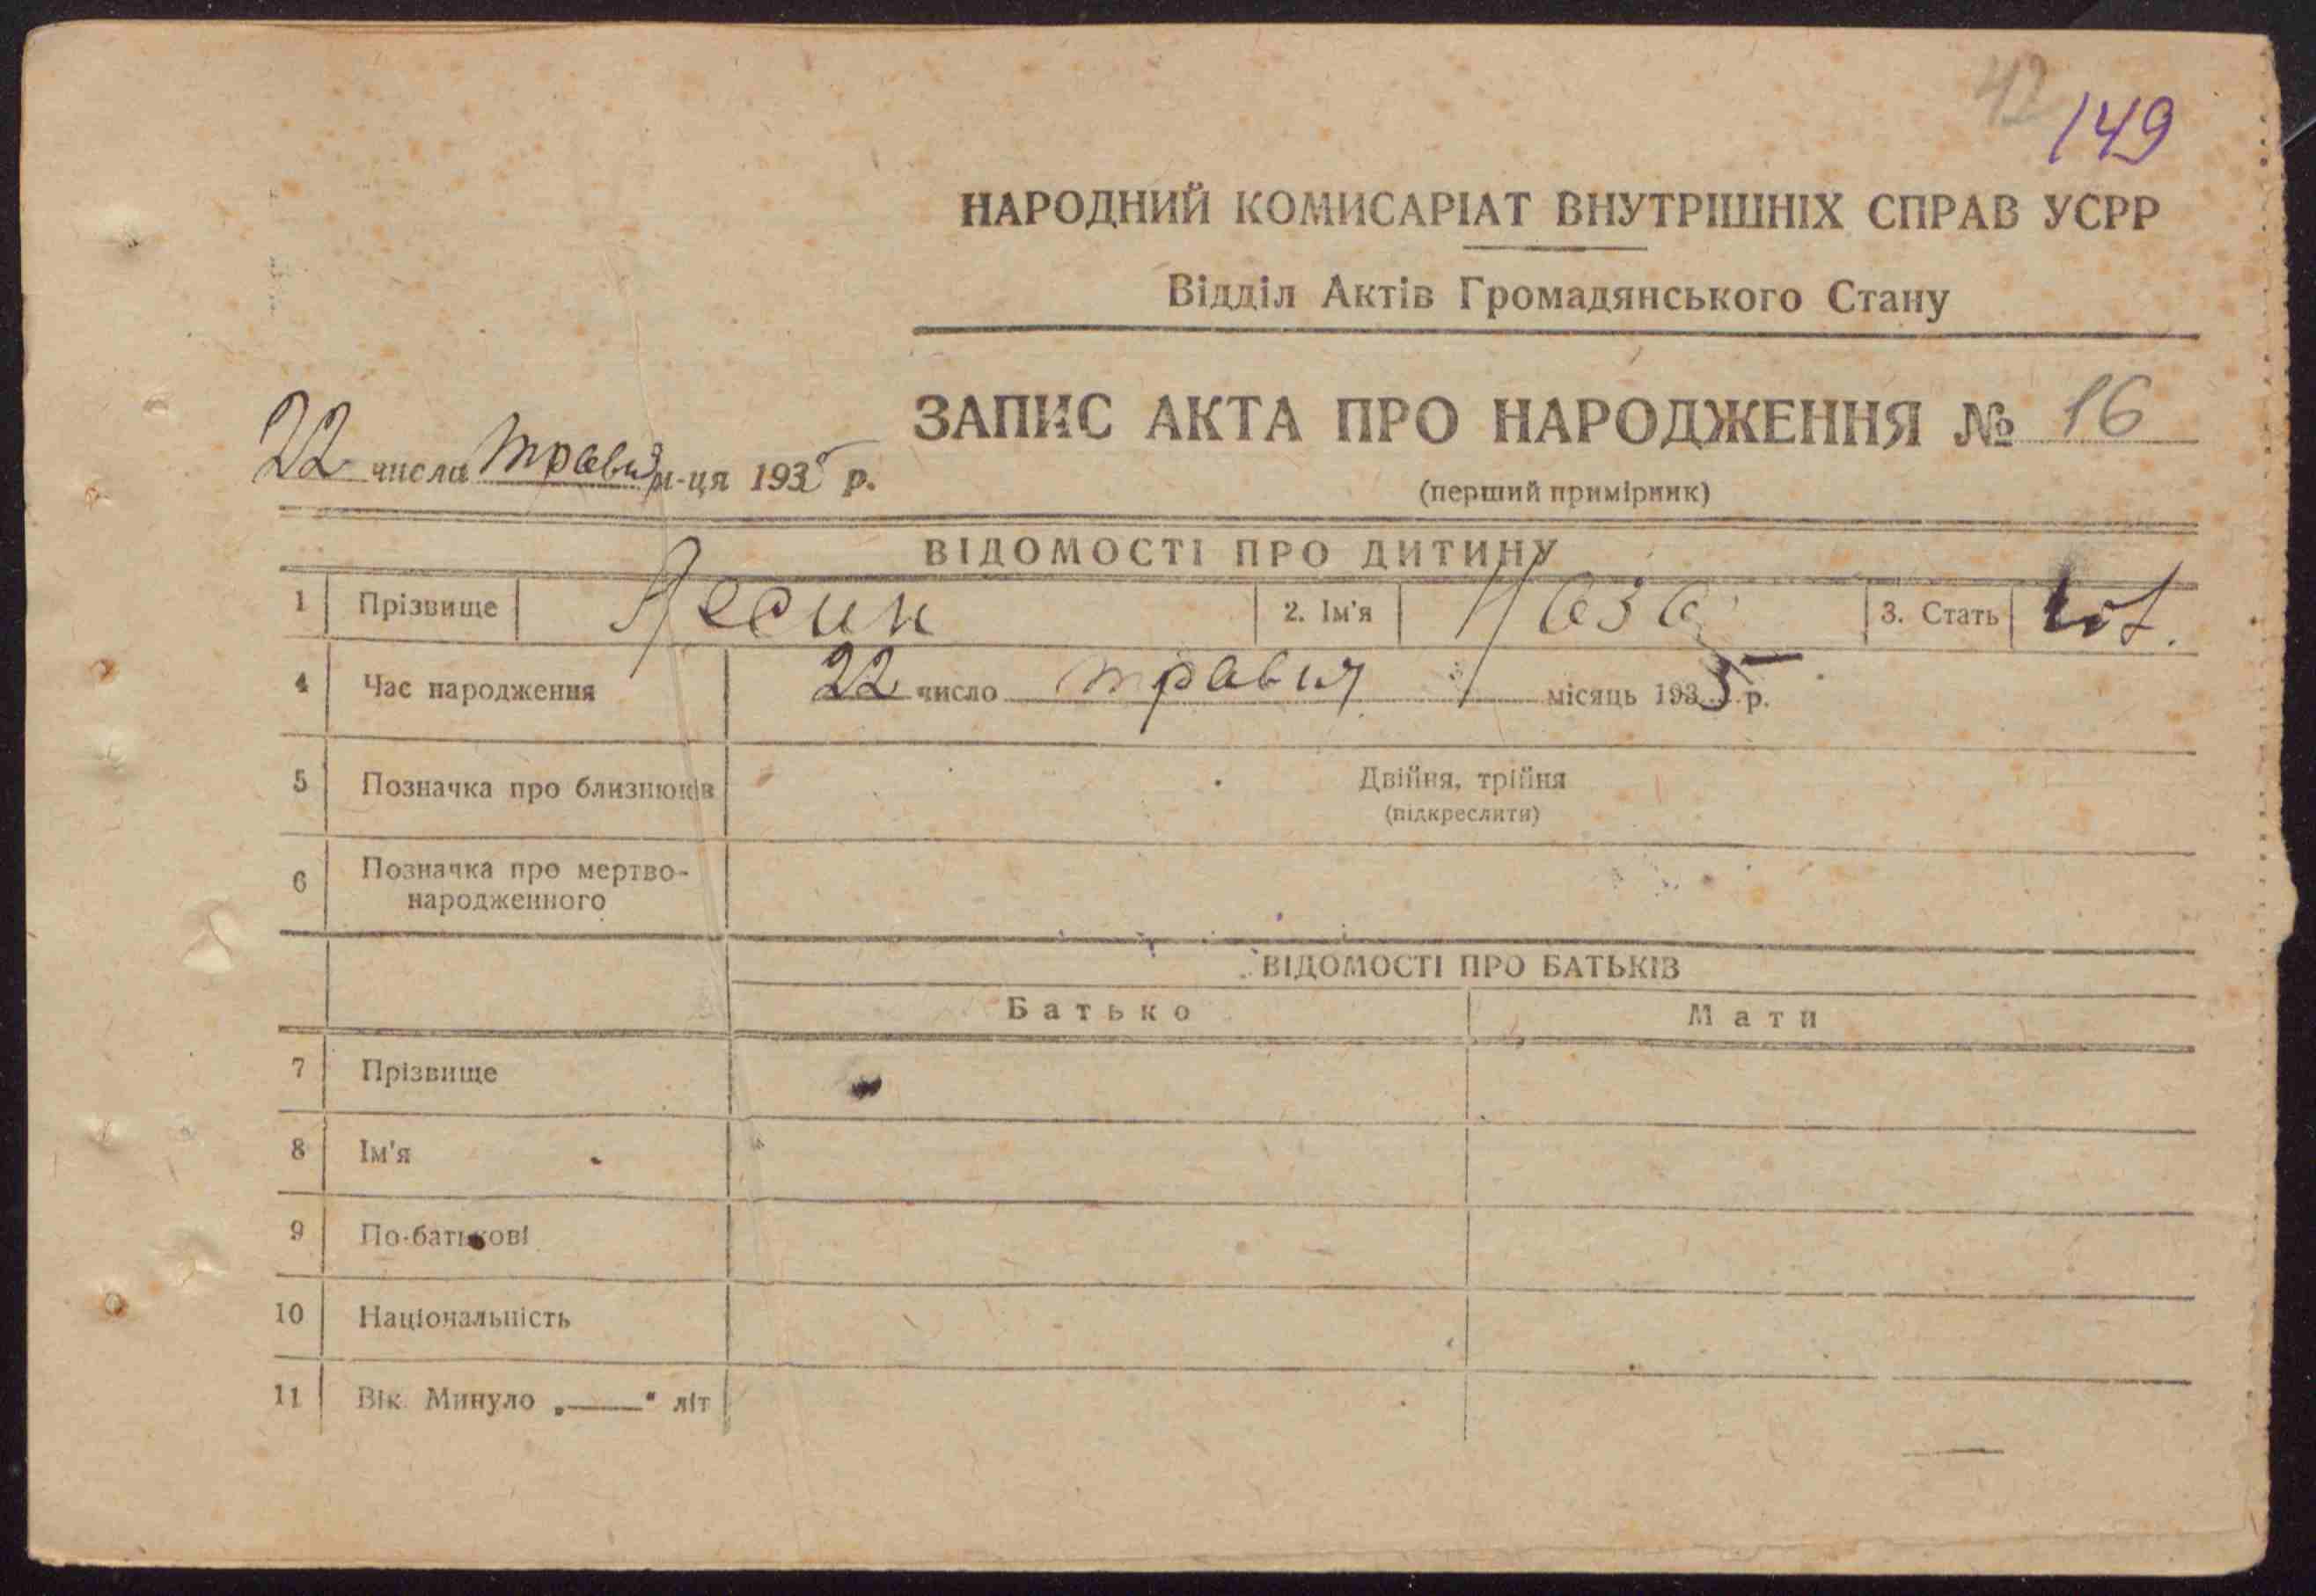 42
149
НАРОДНИЙ КОМИСАРІАТ ВНУТРІШНІХ СПРАВ УСРР
Відділ Актів Громадянського Стану
ЗАПИС АКТА ПРО НАРОДЖЕННЯ № 16
22 числа травня м-ця 1935 р.
(перший примірник)
ВІДОМОСТІ ПРО ДИТИНУ
1 Прізвище 2. Ім'я 3. Стать чол.
4 Час народження 22 число травня місяць 1935 р.
5 Позначка про близнюків Двійня, трійня
(підкреслити)
6 Позначка про мертво-
народженного
ВІДОМОСТІ ПРО БАТЬКІВ
Батько Мати
7 Прізвище
8 Ім'я
9 По-батькові
10 Національність
11 Вік. Минуло „——" літ